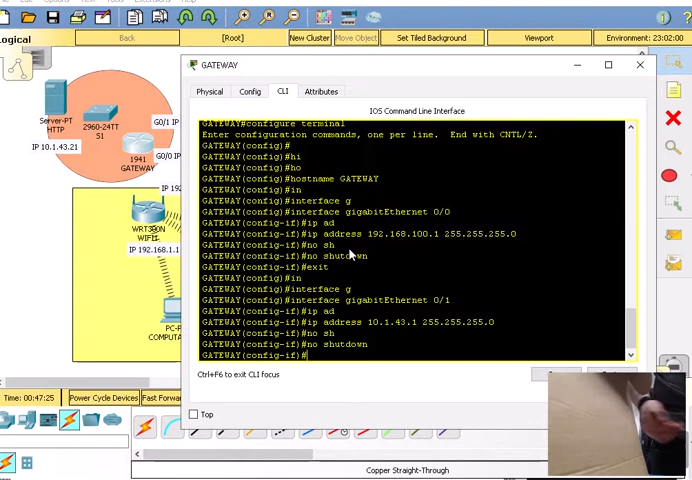 Logical
Back
[Root]
New Cluster
Move Object
Set Tiled Background
Viewport
Environment: 23:02:00
GATEWAY
Physical
Config
CLI
Attributes
IOS Command Line Interface
GATEWAY#configure terminal
Enter configuration commands, one per line. End with CNTL/Z.
GATEWAY(config)#
GATEWAY(config)#hi
GATEWAY(config)#ho
GATEWAY(config)#hostname GATEWAY
GATEWAY(config)#in
GATEWAY(config)#interface g
GATEWAY(config)#interface gigabitEthernet 0/0
GATEWAY(config-if)#ip ad
GATEWAY(config-if)#ip address 192.168.100.1 255.255.255.0
GATEWAY(config-if)#no sh
GATEWAY(config-if)#no shutdown
GATEWAY(config-if)#exit
GATEWAY(config)#in
GATEWAY(config)#interface g
GATEWAY(config)#interface gigabitEthernet 0/1
GATEWAY(config-if)#ip ad
GATEWAY(config-if)#ip address 10.1.43.1 255.255.255.0
GATEWAY(config-if)#no sh
GATEWAY(config-if)#no shutdown
GATEWAY(config-if)#
Ctrl+F6 to exit CLI focus
Top
Server-PT
HTTP
IP 10.1.43.21
2960-24TT
S1
G0/1 IP
1941
GATEWAY
G0/0 IP
IP 192
WRT300N
IP 192.168.1.1
PC-P
COMPUTA
Time: 00:47:25
Power Cycle Devices
Fast Forward
Copper Straight-Through